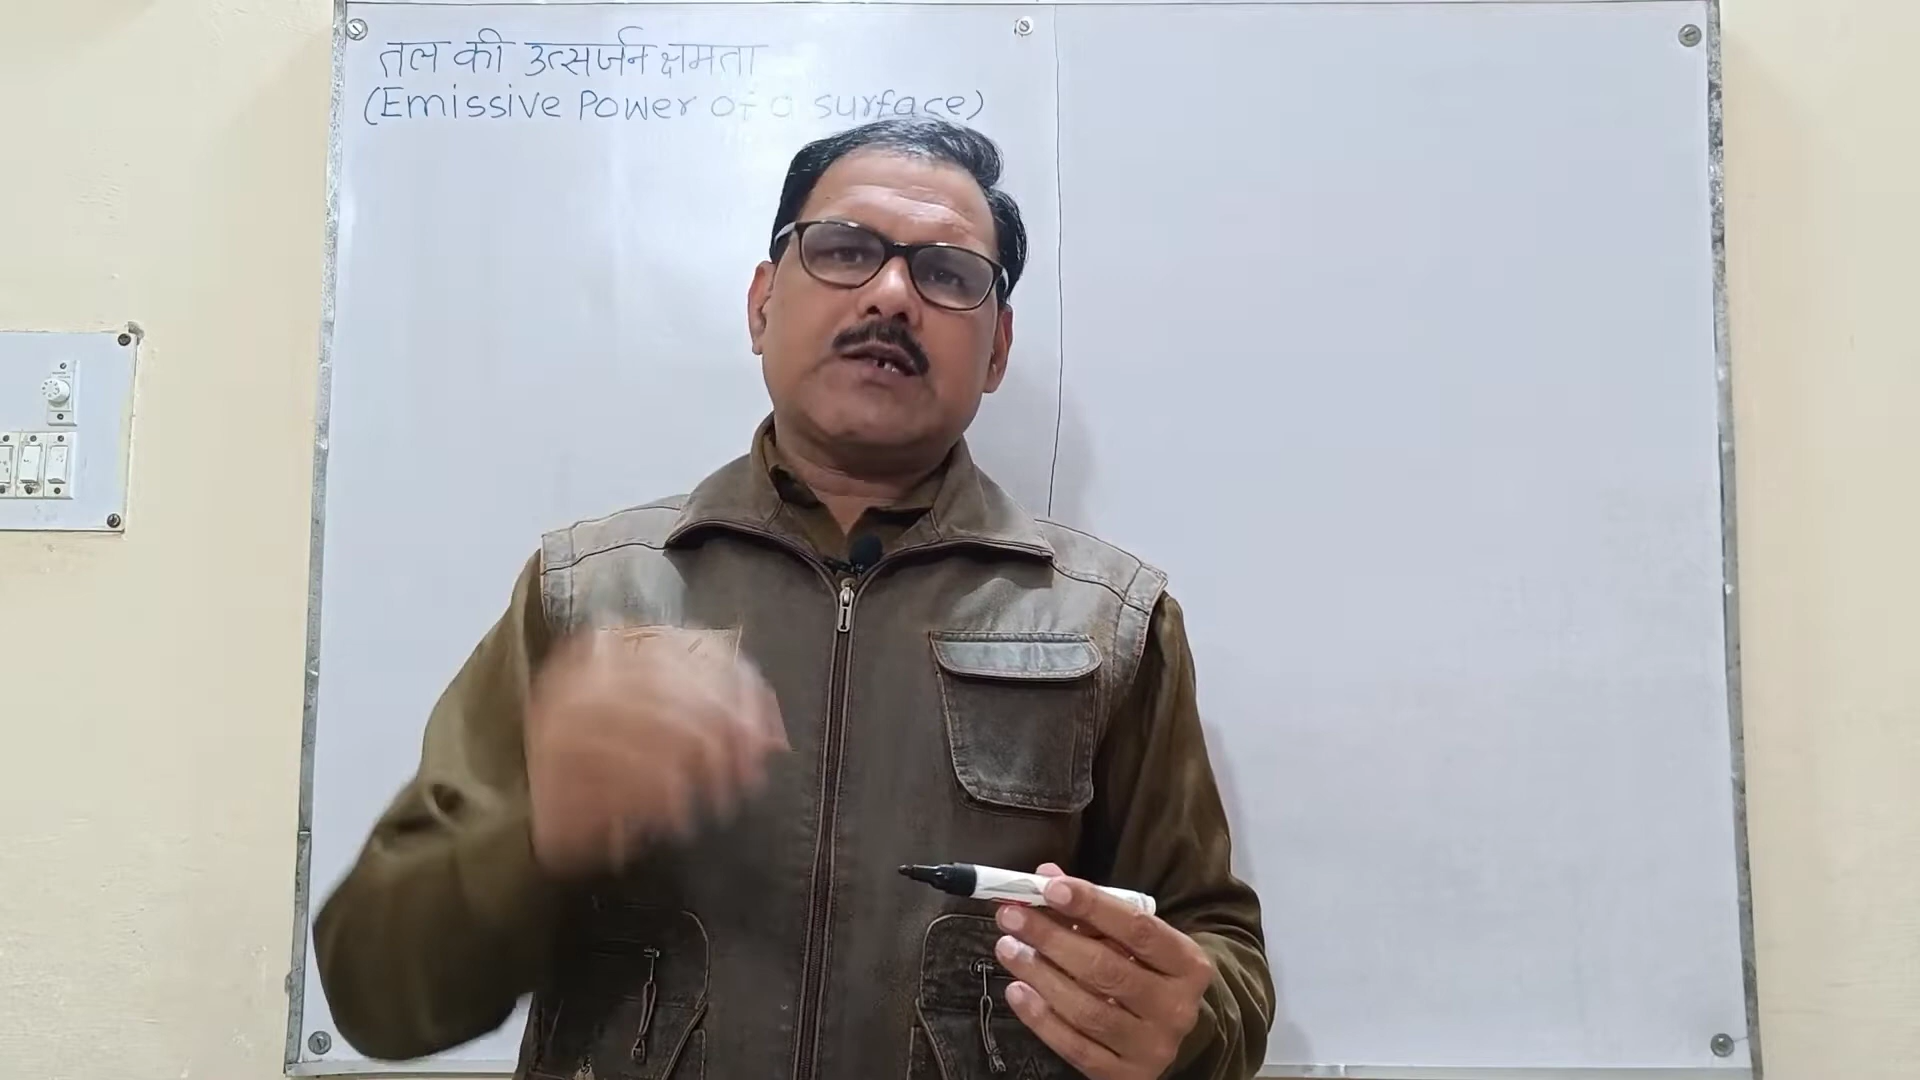 तल की उत्सर्जन क्षमता
(Emissive Power of a surface)